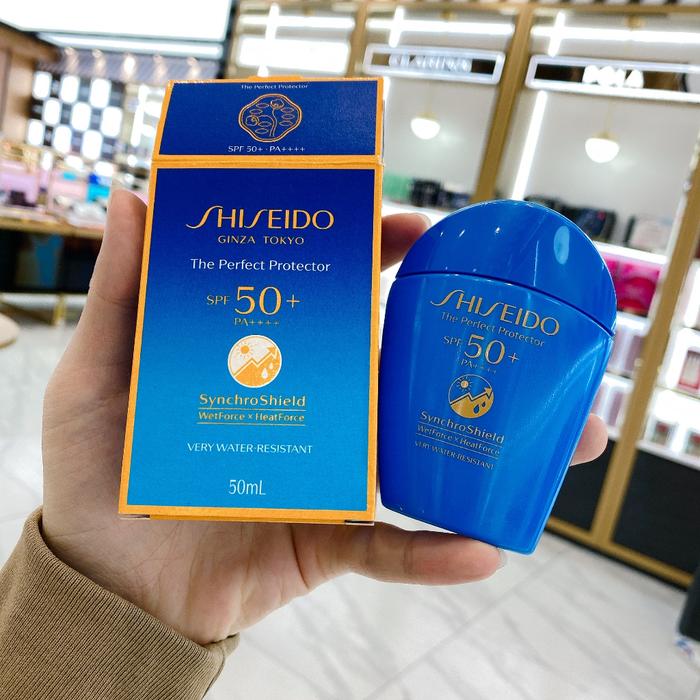 The Perfect Protector
SPF 50+ · PA++++
SHISEIDO
GINZA TOKYO
The Perfect Protector
SPF 50+
PA++++
SynchroShield
WetForce × HeatForce
VERY WATER-RESISTANT
50mL
SHISEIDO
The Perfect Protector
SPF 50+
PA++++
SynchroShield
WetForce × HeatForce
VERY WATER-RESISTANT
POLA